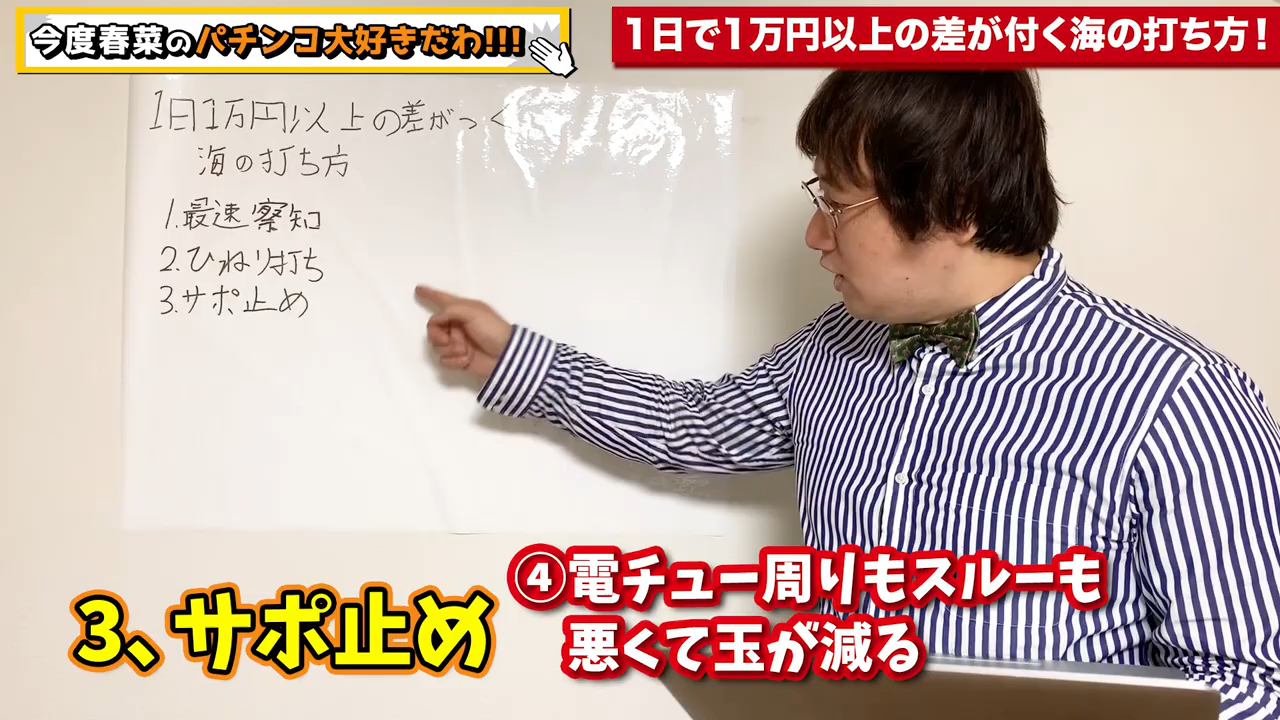 今度春菜のパチンコ大好きだわ!!!
1日で1万円以上の差が付く海の打ち方!
1日1万円以上の差がつく
海の打ち方
1.最速察知
2.ひねり打ち
3.サポ止め
3、サポ止め
④電チュー周りもスルーも
悪くて玉が減る